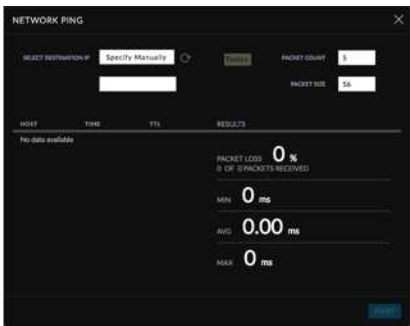 NETWORK PING
SELECT DESTINATION IP Specify Manually
PACKET COUNT 5
PACKET SIZE 56
HOST TIME TTL RESULTS
No data available
PACKET LOSS 0 %
0 OF 0 PACKETS RECEIVED
MIN 0 ms
AVG 0.00 ms
MAX 0 ms
START